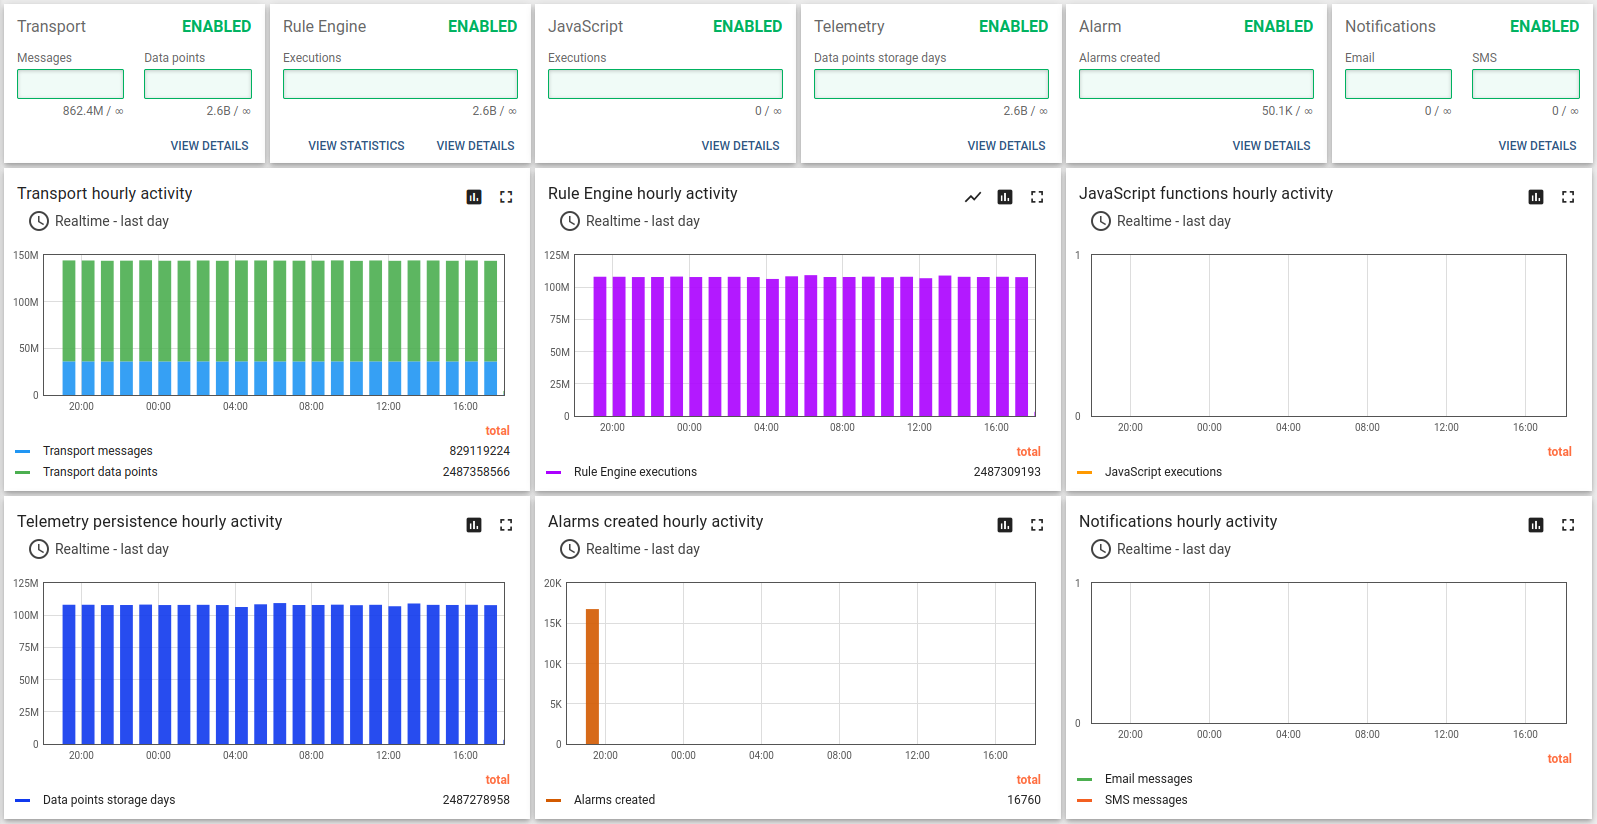 Transport ENABLED
Messages Data points
862.4M / ∞ 2.6B / ∞
VIEW DETAILS
Rule Engine ENABLED
Executions
2.6B / ∞
VIEW STATISTICS VIEW DETAILS
JavaScript ENABLED
Executions
0 / ∞
VIEW DETAILS
Telemetry ENABLED
Data points storage days
2.6B / ∞
VIEW DETAILS
Alarm ENABLED
Alarms created
50.1K / ∞
VIEW DETAILS
Notifications ENABLED
Email SMS
0 / ∞ 0 / ∞
VIEW DETAILS
Transport hourly activity
Realtime - last day
150M
100M
50M
0
20:00 00:00 04:00 08:00 12:00 16:00
total
Transport messages 829119224
Transport data points 2487358566
Rule Engine hourly activity
Realtime - last day
125M
100M
75M
50M
25M
0
20:00 00:00 04:00 08:00 12:00 16:00
total
Rule Engine executions 2487309193
JavaScript functions hourly activity
Realtime - last day
1
0
20:00 00:00 04:00 08:00 12:00 16:00
total
JavaScript executions
Telemetry persistence hourly activity
Realtime - last day
125M
100M
75M
50M
25M
0
20:00 00:00 04:00 08:00 12:00 16:00
total
Data points storage days 2487278958
Alarms created hourly activity
Realtime - last day
20K
15K
10K
5K
0
20:00 00:00 04:00 08:00 12:00 16:00
total
Alarms created 16760
Notifications hourly activity
Realtime - last day
1
0
20:00 00:00 04:00 08:00 12:00 16:00
total
Email messages
SMS messages